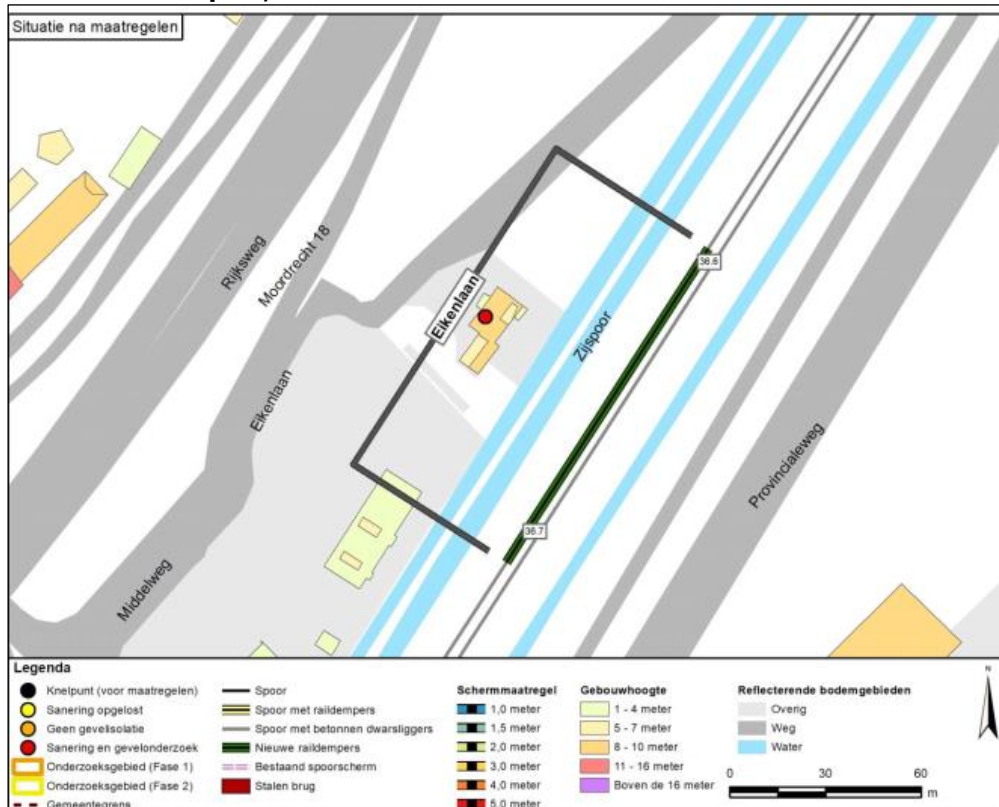 Situatie na maatregelen
Rijksweg
Moordrecht 18
Eikenlaan
Eikenlaan
Zijspoor
Middelweg
Provincialeweg
36.6
36.7
Legenda
Knelpunt (voor maatregelen)
Sanering opgelost
Geen gevelisolatie
Sanering en gevelonderzoek
Onderzoeksgebied (Fase 1)
Onderzoeksgebied (Fase 2)
Gemeentegrens
Spoor
Spoor met raildempers
Spoor met betonnen dwarsliggers
Nieuwe raildempers
Bestaand spoorscherm
Stalen brug
Schermmaatregel
1,0 meter
1,5 meter
2,0 meter
3,0 meter
4,0 meter
5,0 meter
Gebouwhoogte
1 - 4 meter
5 - 7 meter
8 - 10 meter
11 - 16 meter
Boven de 16 meter
Reflecterende bodemgebieden
Overig
Weg
Water
N
0 30 60
m